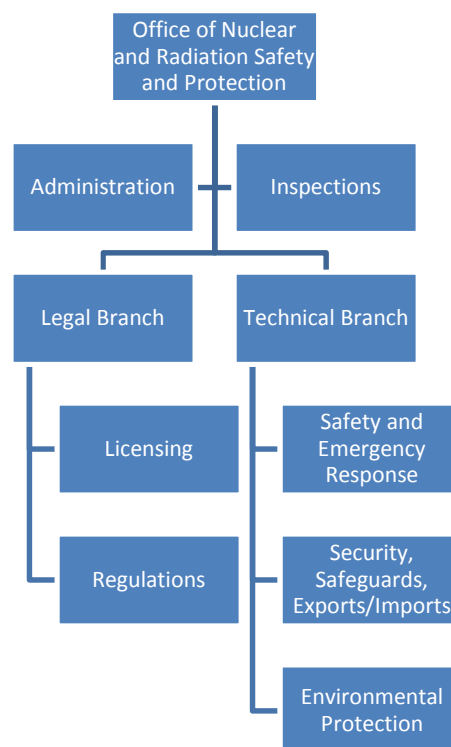 Office of Nuclear
and Radiation Safety
and Protection
Administration
Inspections
Legal Branch
Technical Branch
Licensing
Safety and
Emergency
Response
Regulations
Security,
Safeguards,
Exports/Imports
Environmental
Protection